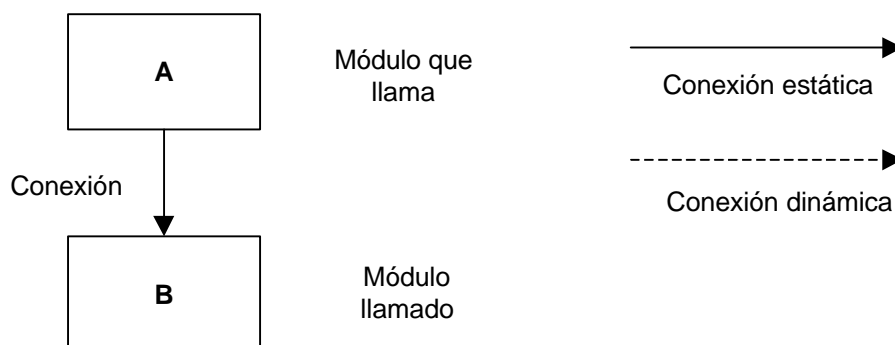 A
Módulo que
llama
Conexión
B
Módulo
llamado
Conexión estática
Conexión dinámica